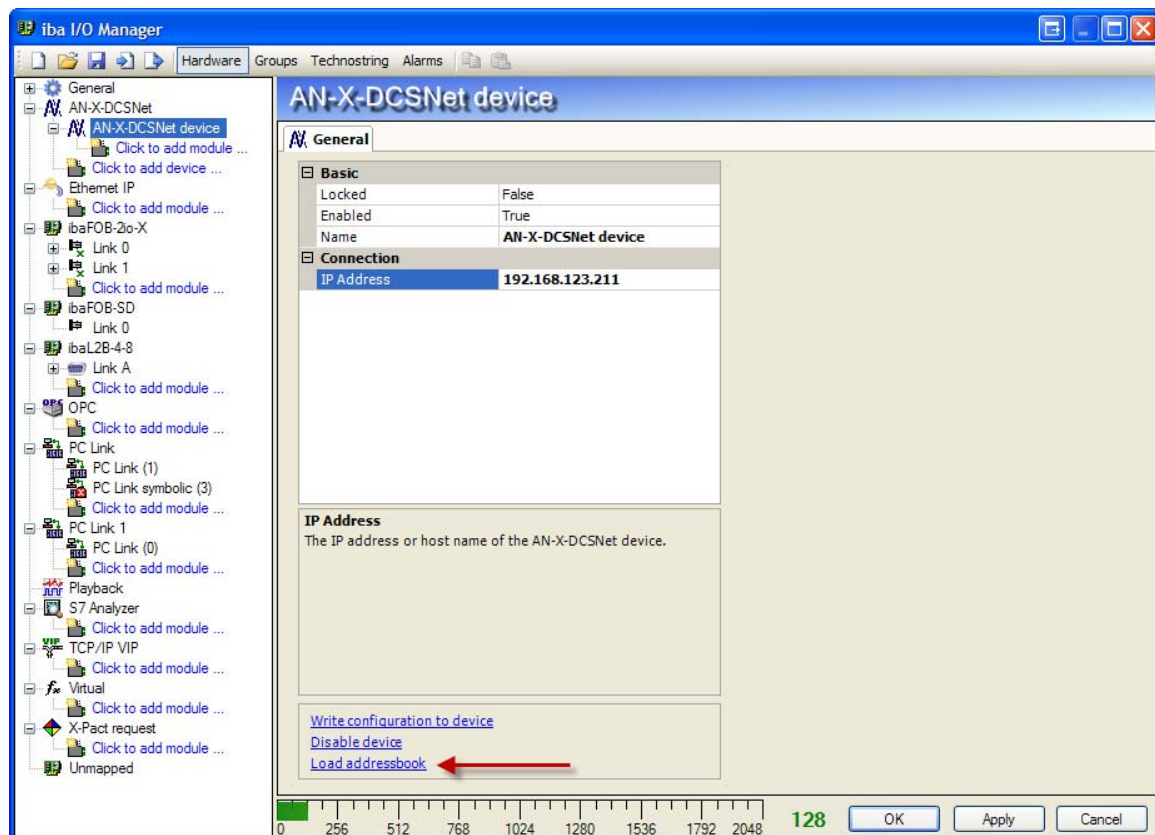 iba I/O Manager
Hardware Groups Technostring Alarms
General
AN-X-DCSNet
AN-X-DCSNet device
Click to add module ...
Click to add device ...
Ethernet IP
Click to add module ...
ibaFOB-2io-X
Link 0
Link 1
Click to add module ...
ibaFOB-SD
Link 0
ibaL2B-4-8
Link A
Click to add module ...
OPC
Click to add module ...
PC Link
PC Link (1)
PC Link symbolic (3)
Click to add module ...
PC Link 1
PC Link (0)
Click to add module ...
Playback
S7 Analyzer
Click to add module ...
TCP/IP VIP
Click to add module ...
Virtual
Click to add module ...
X-Pact request
Click to add module ...
Unmapped
AN-X-DCSNet device
General
Basic
Locked False
Enabled True
Name AN-X-DCSNet device
Connection
IP Address 192.168.123.211
IP Address
The IP address or host name of the AN-X-DCSNet device.
Write configuration to device
Disable device
Load addressbook
0 256 512 768 1024 1280 1536 1792 2048
128 OK Apply Cancel